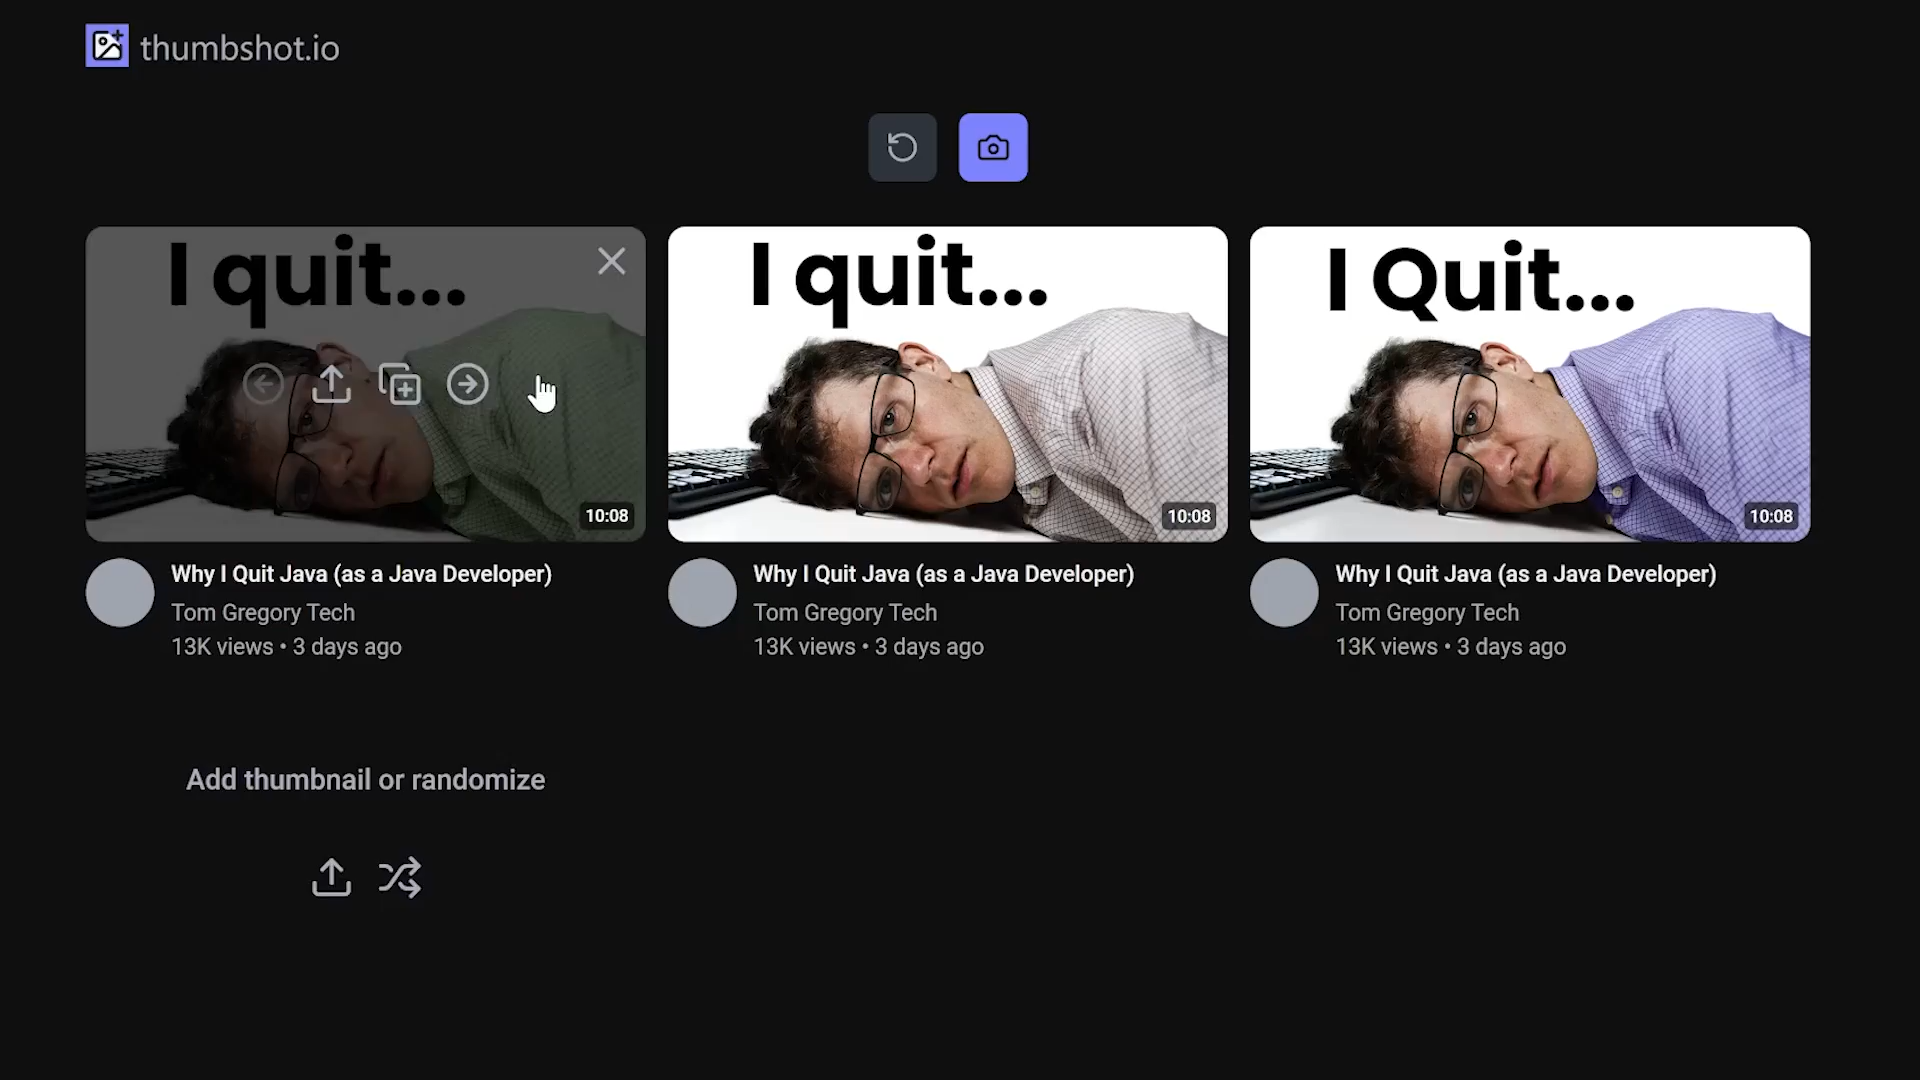 thumbshot.io
I quit...
10:08
Why I Quit Java (as a Java Developer)
Tom Gregory Tech
13K views • 3 days ago
I quit...
10:08
Why I Quit Java (as a Java Developer)
Tom Gregory Tech
13K views • 3 days ago
I Quit...
10:08
Why I Quit Java (as a Java Developer)
Tom Gregory Tech
13K views • 3 days ago
Add thumbnail or randomize